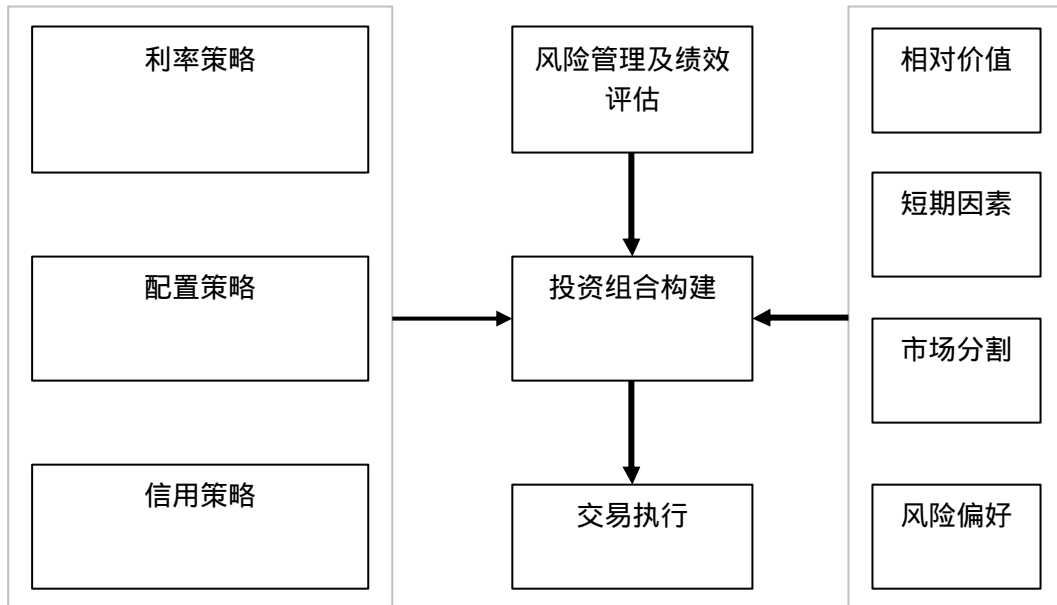 利率策略
配置策略
信用策略
风险管理及绩效
评估
投资组合构建
交易执行
相对价值
短期因素
市场分割
风险偏好